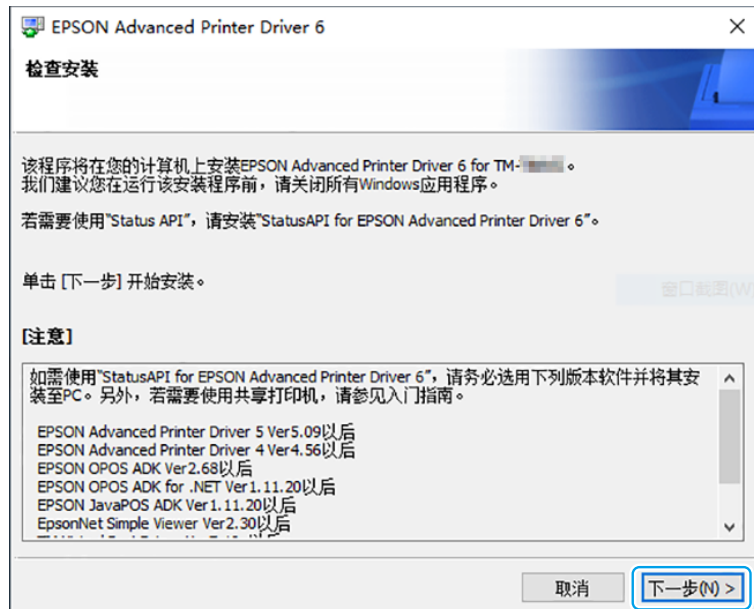 EPSON Advanced Printer Driver 6
检查安装
该程序将在您的计算机上安装EPSON Advanced Printer Driver 6 for TM-
我们建议您在运行该安装程序前，请关闭所有Windows应用程序。
若需要使用"Status API"，请安装"StatusAPI for EPSON Advanced Printer Driver 6"。
单击 [下一步] 开始安装。
窗口截图(W
[注意]
如需使用"StatusAPI for EPSON Advanced Printer Driver 6"，请务必选用下列版本软件并将其安
装至PC。另外，若需要使用共享打印机，请参见入门指南。
EPSON Advanced Printer Driver 5 Ver5.09以后
EPSON Advanced Printer Driver 4 Ver4.56以后
EPSON OPOS ADK Ver2.68以后
EPSON OPOS ADK for .NET Ver1.11.20以后
EPSON JavaPOS ADK Ver1.11.20以后
EpsonNet Simple Viewer Ver2.30以后
取消
下一步(N) >